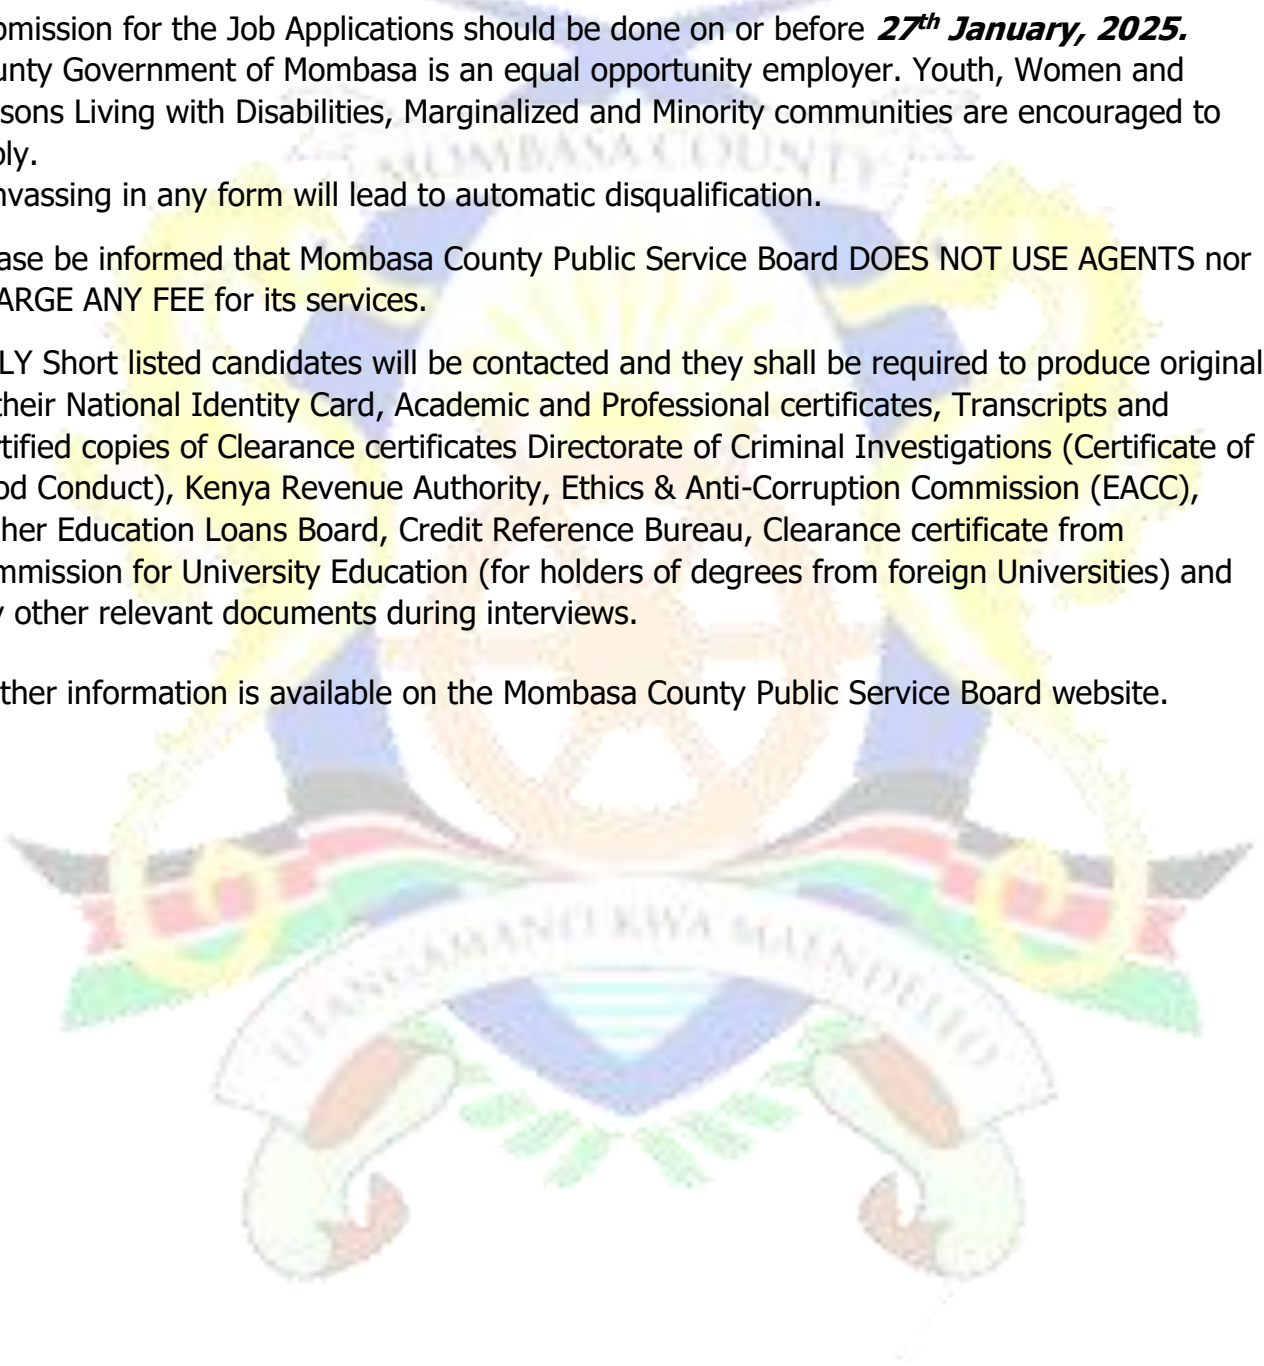 omission for the Job Applications should be done on or before 27th January, 2025.
unty Government of Mombasa is an equal opportunity employer. Youth, Women and
sons Living with Disabilities, Marginalized and Minority communities are encouraged to
ply.
MOMBASA COUNTY
nvassing in any form will lead to automatic disqualification.
ase be informed that Mombasa County Public Service Board DOES NOT USE AGENTS nor
ARGE ANY FEE for its services.
LY Short listed candidates will be contacted and they shall be required to produce original
their National Identity Card, Academic and Professional certificates, Transcripts and
rtified copies of Clearance certificates Directorate of Criminal Investigations (Certificate of
od Conduct), Kenya Revenue Authority, Ethics & Anti-Corruption Commission (EACC),
her Education Loans Board, Credit Reference Bureau, Clearance certificate from
mmission for University Education (for holders of degrees from foreign Universities) and
y other relevant documents during interviews.
ther information is available on the Mombasa County Public Service Board website.
UTANGAMANO KWA MAENDELEO